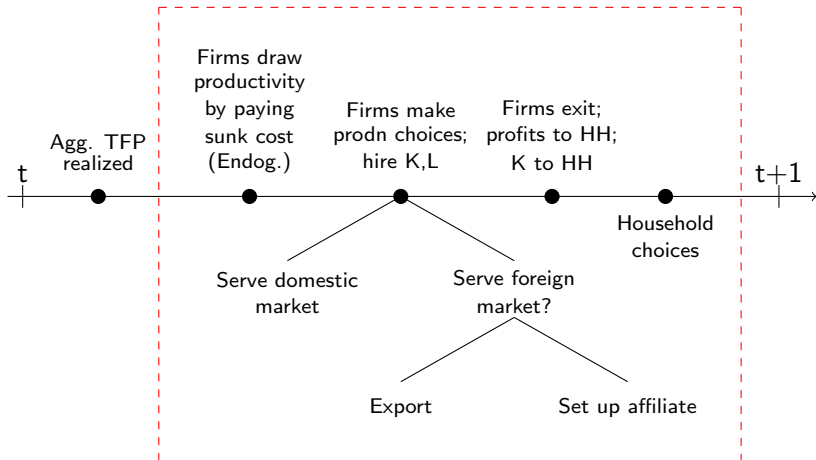 t
Agg. TFP
realized
Firms draw
productivity
by paying
sunk cost
(Endog.)
Firms make
prodn choices;
hire K,L
Firms exit;
profits to HH;
K to HH
Household
choices
t+1
Serve domestic
market
Serve foreign
market?
Export
Set up affiliate